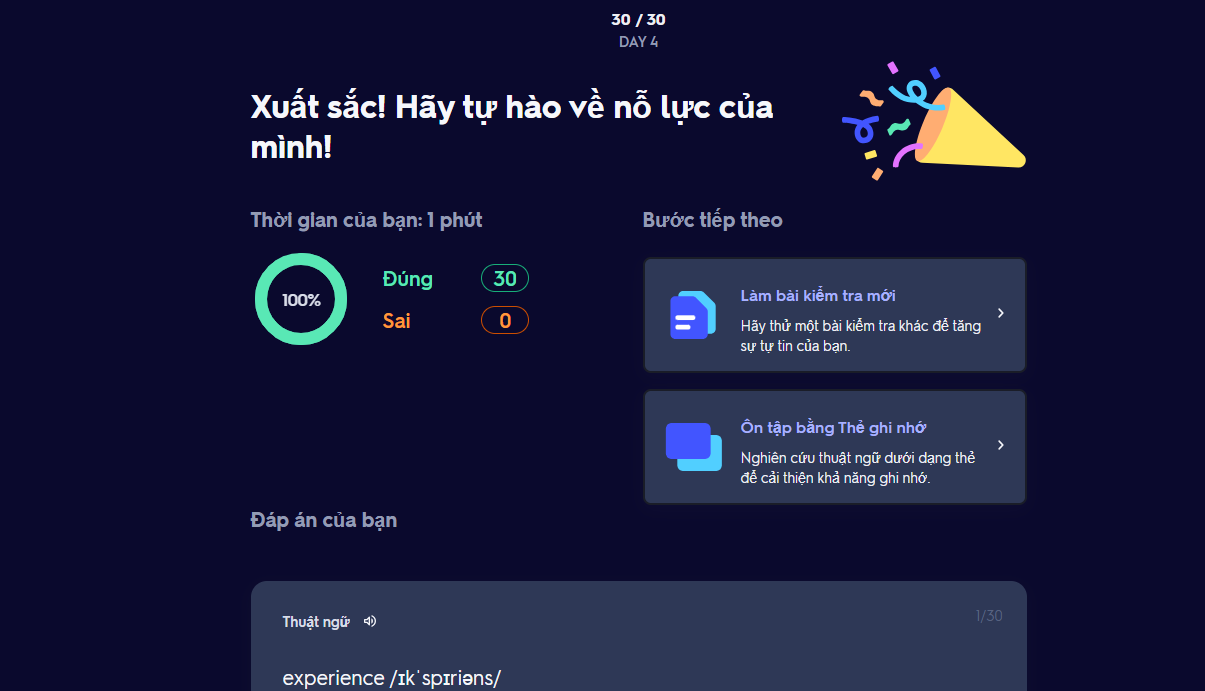 30 / 30
DAY 4
Xuất sắc! Hãy tự hào về nỗ lực của
mình!
Thời gian của bạn: 1 phút
Bước tiếp theo
100%
Đúng 30
Sai 0
Làm bài kiểm tra mới
Hãy thử một bài kiểm tra khác để tăng
sự tự tin của bạn.
Ôn tập bằng Thẻ ghi nhớ
Nghiên cứu thuật ngữ dưới dạng thẻ
để cải thiện khả năng ghi nhớ.
Đáp án của bạn
Thuật ngữ
1/30
experience /ɪkˈspɪriəns/